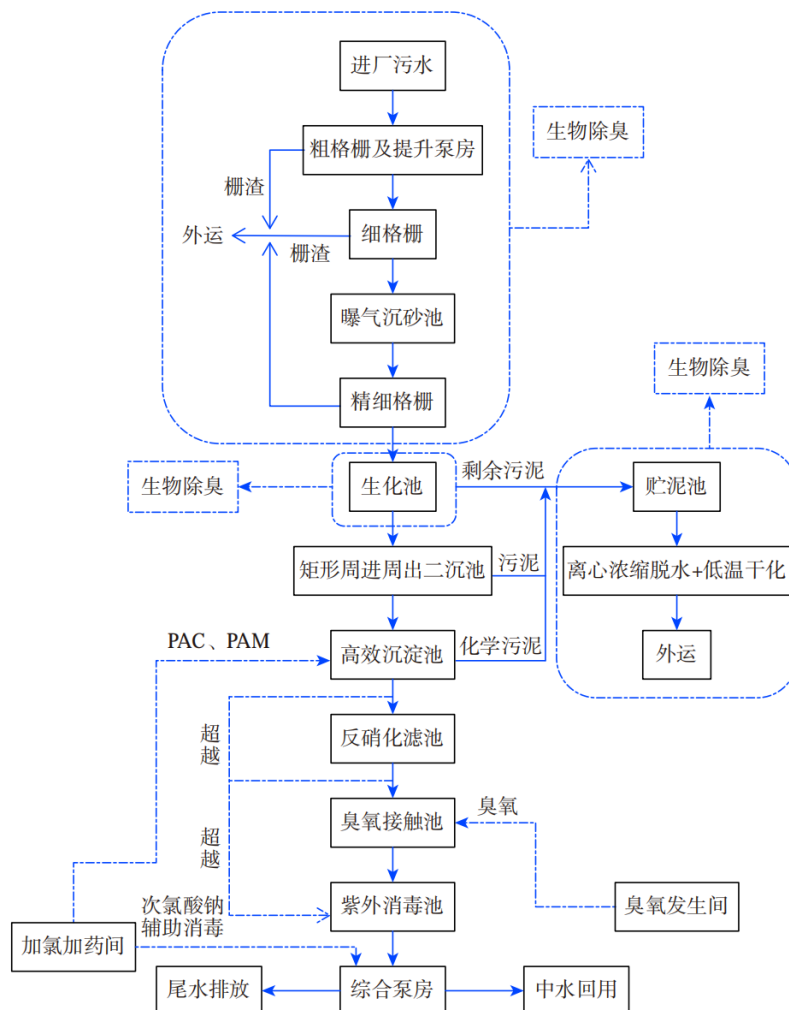 进厂污水
生物除臭
粗格栅及提升泵房
栅渣
外运
栅渣
细格栅
曝气沉砂池
生物除臭
精细格栅
生物除臭
生化池
剩余污泥
贮泥池
矩形周进周出二沉池
污泥
离心浓缩脱水+低温干化
PAC、PAM
高效沉淀池
化学污泥
外运
超越
反硝化滤池
超越
臭氧接触池
臭氧
次氯酸钠
辅助消毒
紫外消毒池
臭氧发生间
加氯加药间
尾水排放
综合泵房
中水回用